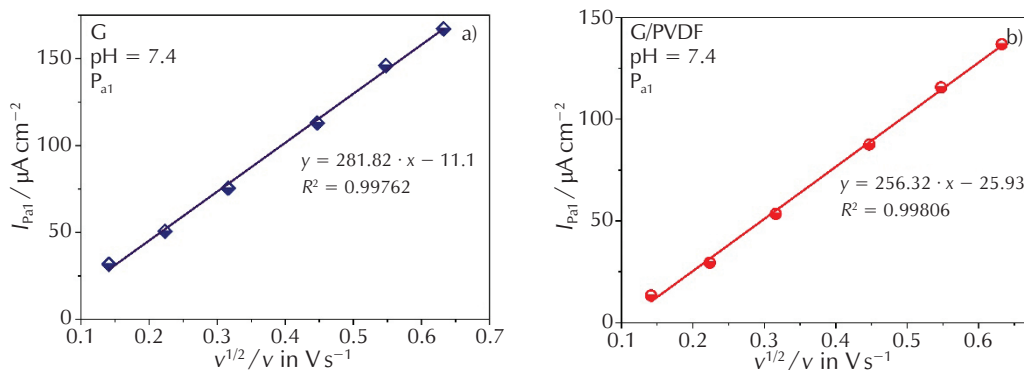 G
pH = 7.4
Pa1
a)
y = 281.82 · x − 11.1
R² = 0.99762
IPa1 / µA cm−2
150
100
50
0
0.1 0.2 0.3 0.4 0.5 0.6 0.7
v1/2 / v in V s−1
G/PVDF
pH = 7.4
Pa1
b)
y = 256.32 · x − 25.93
R² = 0.99806
IPa1 / µA cm−2
150
100
50
0
0.1 0.2 0.3 0.4 0.5 0.6
v1/2 / v in V s−1